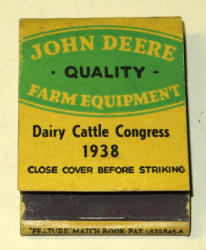 JOHN DEERE
· QUALITY ·
FARM EQUIPMENT
Dairy Cattle Congress
1938
CLOSE COVER BEFORE STRIKING
"FEATURE" MATCH BOOK PAT.